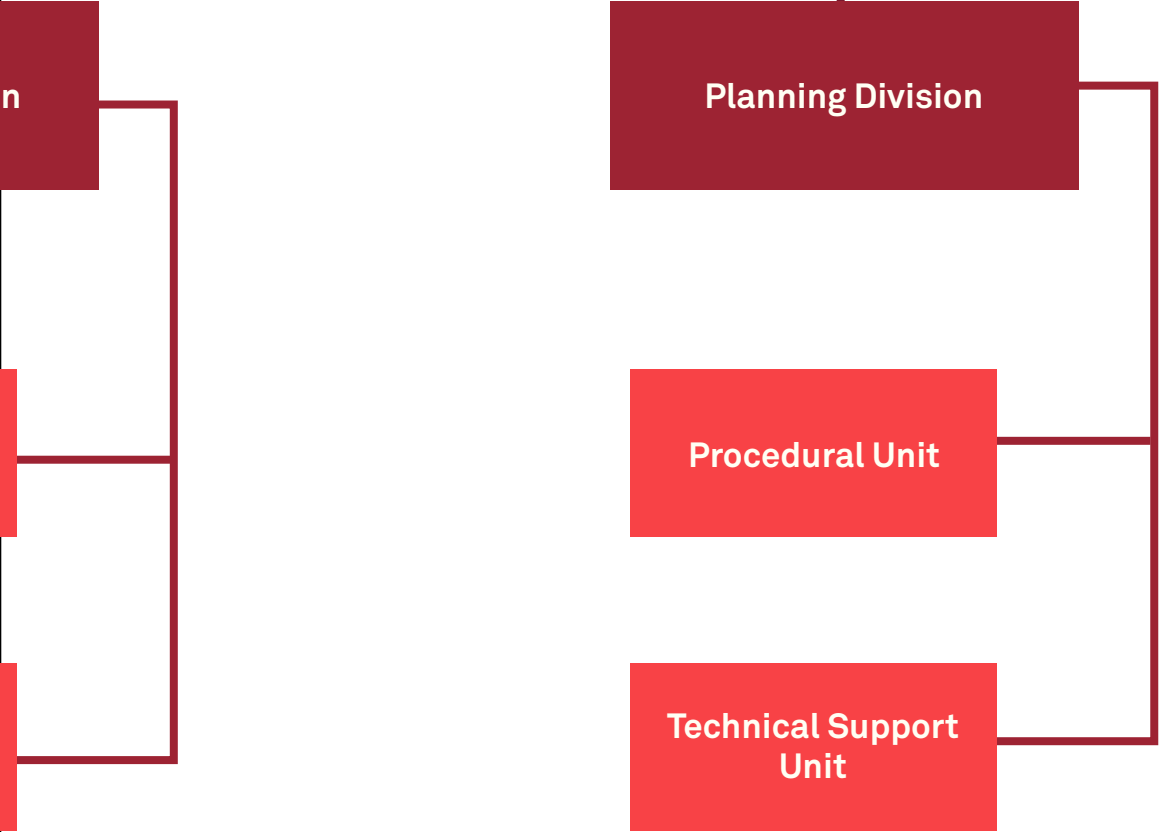 n
Planning Division
Procedural Unit
Technical Support
Unit